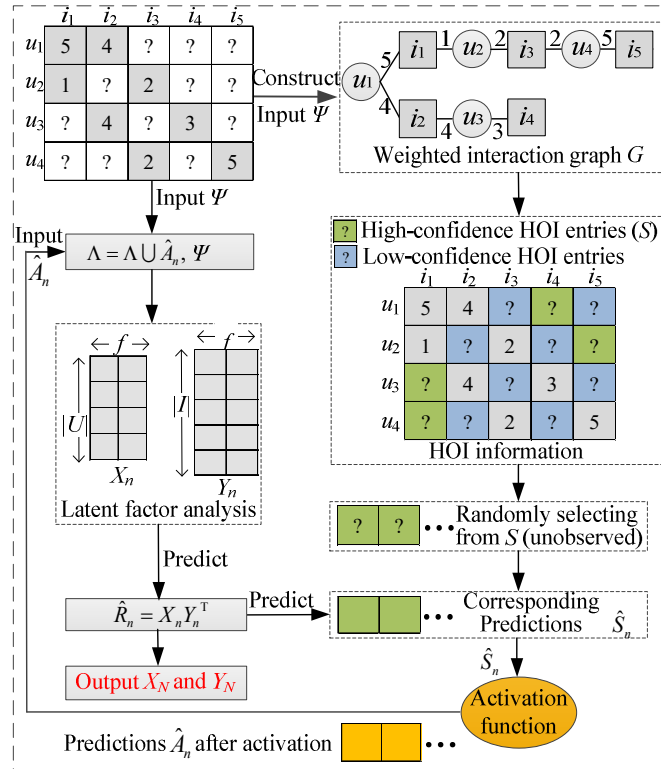 i₁ i₂ i₃ i₄ i₅
u₁ 5 4 ? ? ?
u₂ 1 ? 2 ? ?
u₃ ? 4 ? 3 ?
u₄ ? ? 2 ? 5
Construct
Input Ψ
u₁ 5 i₁ 1 u₂ 2 i₃ 2 u₄ 5 i₅
4 i₂ 4 u₃ 3 i₄
Weighted interaction graph G
Input Ψ
Input
Â_n
Λ = Λ ∪ Â_n, Ψ
? High-confidence HOI entries (S)
? Low-confidence HOI entries
i₁ i₂ i₃ i₄ i₅
u₁ 5 4 ? ? ?
u₂ 1 ? 2 ? ?
u₃ ? 4 ? 3 ?
u₄ ? ? 2 ? 5
HOI information
f
|U|
X_n
f
|I|
Y_n
Latent factor analysis
? ? ••• Randomly selecting
from S (unobserved)
Predict
R̂_n = X_n Y_n^T
Predict
••• Corresponding
Predictions Ŝ_n
Output X_N and Y_N
Ŝ_n
Activation
function
Predictions Â_n after activation •••